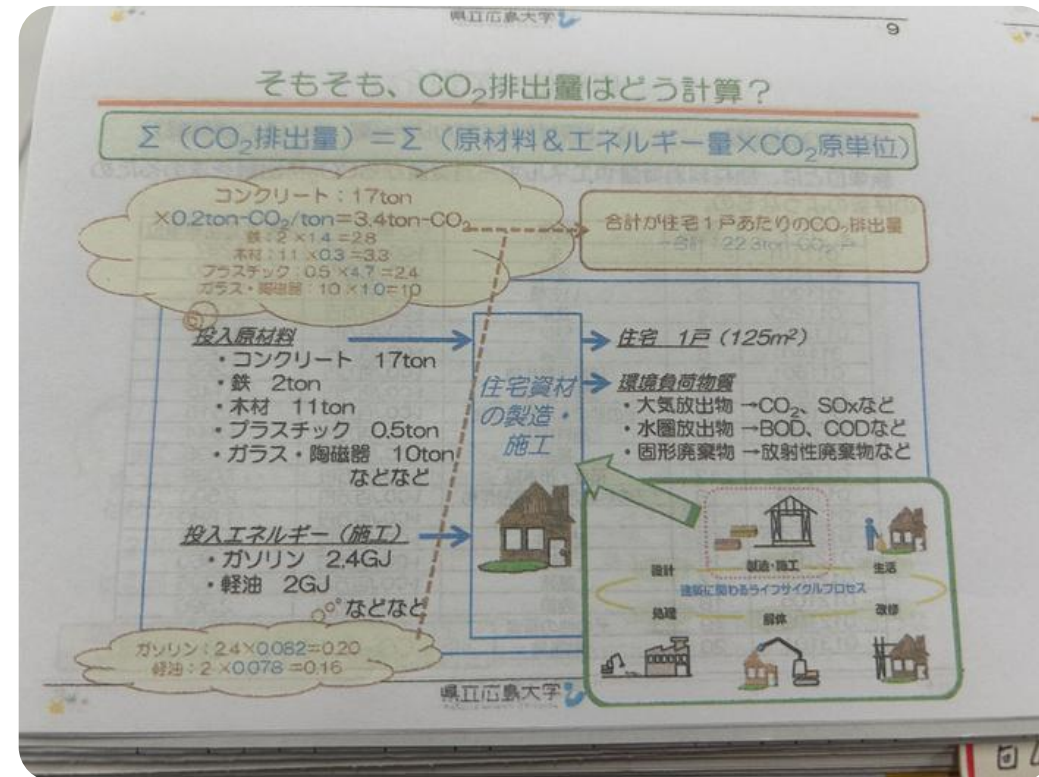 県立広島大学
9
そもそも、CO₂排出量はどう計算？
Σ（CO₂排出量）＝Σ（原材料＆エネルギー量×CO₂原単位）
コンクリート：17ton
×0.2ton-CO₂/ton＝3.4ton-CO₂
鉄：2 ×1.4 ＝2.8
木材：11 ×0.3 ＝3.3
プラスチック：0.5 ×4.7 ＝2.4
ガラス・陶磁器：10 ×1.0＝10
合計が住宅1戸あたりのCO₂排出量
合計：22.3ton-CO₂/戸
投入原材料
・コンクリート 17ton
・鉄 2ton
・木材 11ton
・プラスチック 0.5ton
・ガラス・陶磁器 10ton
などなど
投入エネルギー（施工）
・ガソリン 2.4GJ
・軽油 2GJ
などなど
ガソリン：2.4×0.082＝0.20
軽油：2 ×0.078 ＝0.16
住宅資材
の製造・
施工
住宅 1戸（125m²）
環境負荷物質
・大気放出物 →CO₂、SOxなど
・水圏放出物 →BOD、CODなど
・固形廃棄物 →放射性廃棄物など
設計
製造・施工
生活
建築に関わるライフサイクルプロセス
処理
解体
改修
県立広島大学